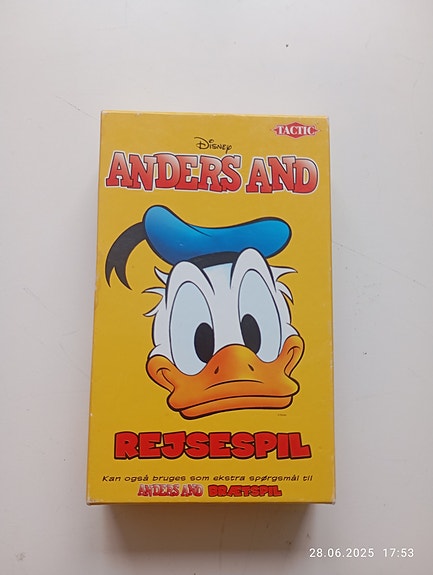 TACTIC
Disney
ANDERS AND
REJSESPIL
Kan også bruges som ekstra spørgsmål til
ANDERS AND BRÆTSPIL
28.06.2025 17:53